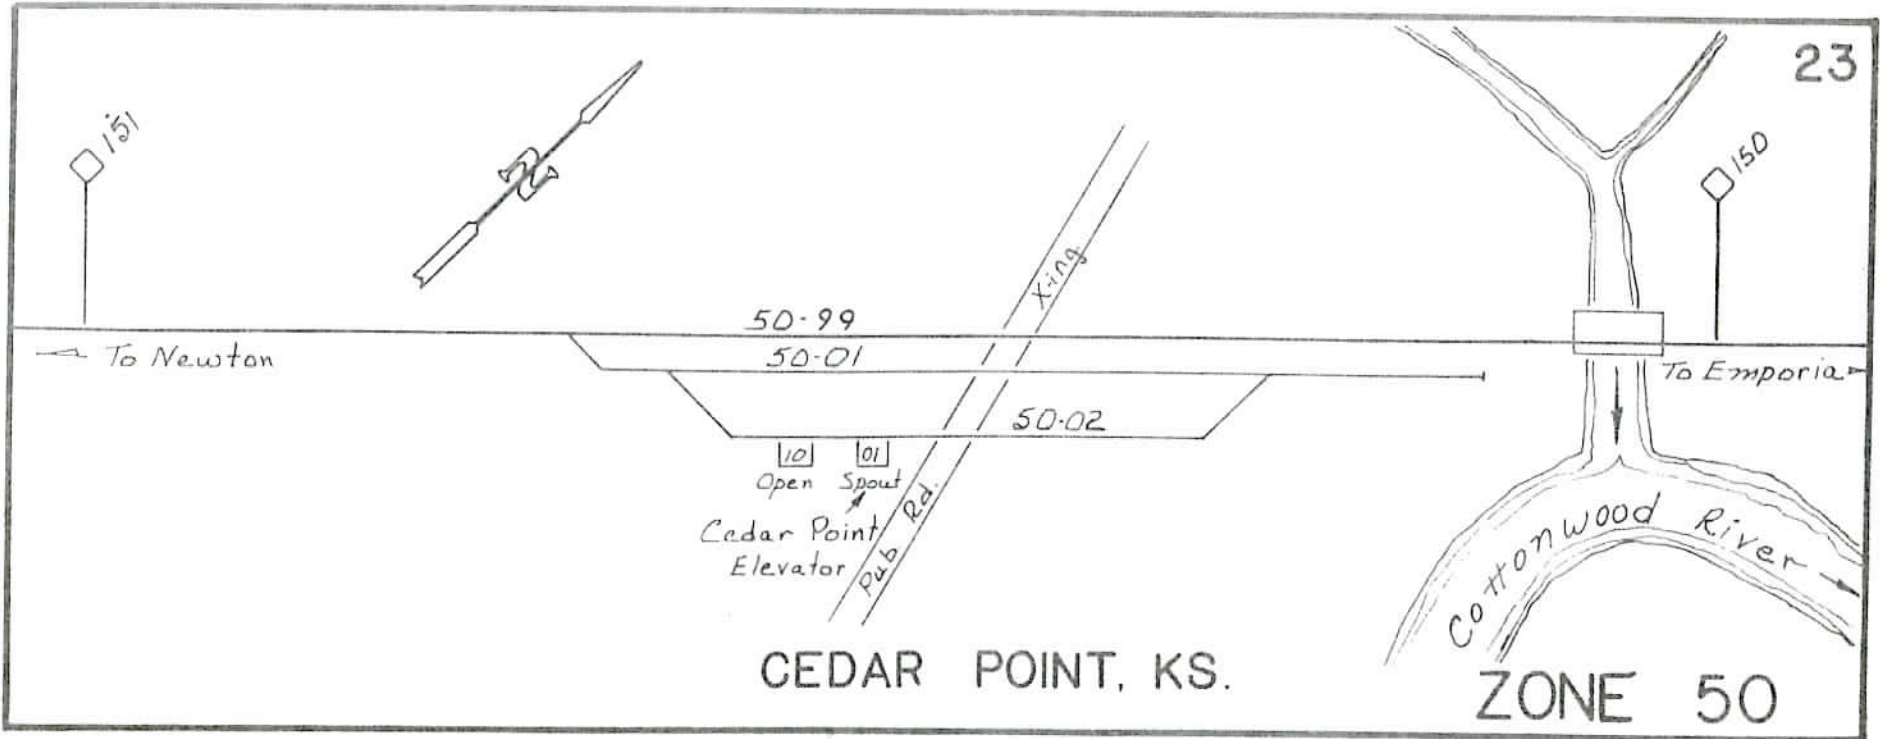 23
151
150
N
X-ing
50-99
To Newton
50-01
To Emporia
50-02
10
01
Open
Spout
Cedar Point
Elevator
Pub Rd.
Cottonwood River
CEDAR POINT, KS.
ZONE 50